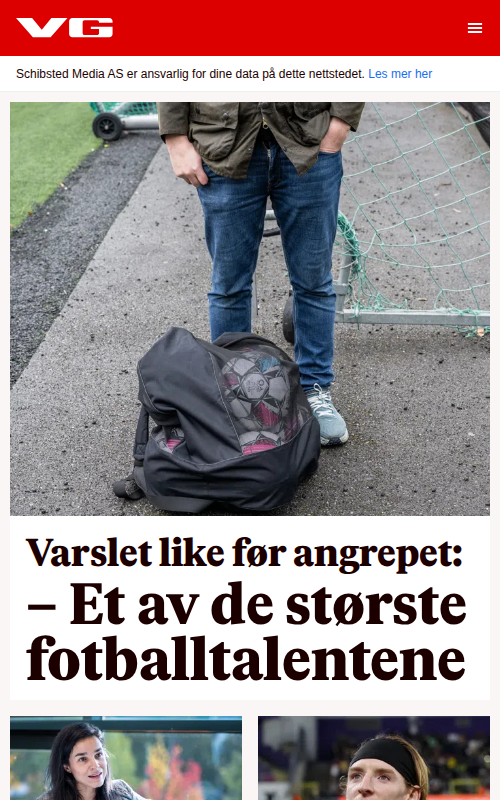 VG
Schibsted Media AS er ansvarlig for dine data på dette nettstedet. Les mer her
Varslet like før angrepet:
– Et av de største
fotballtalentene